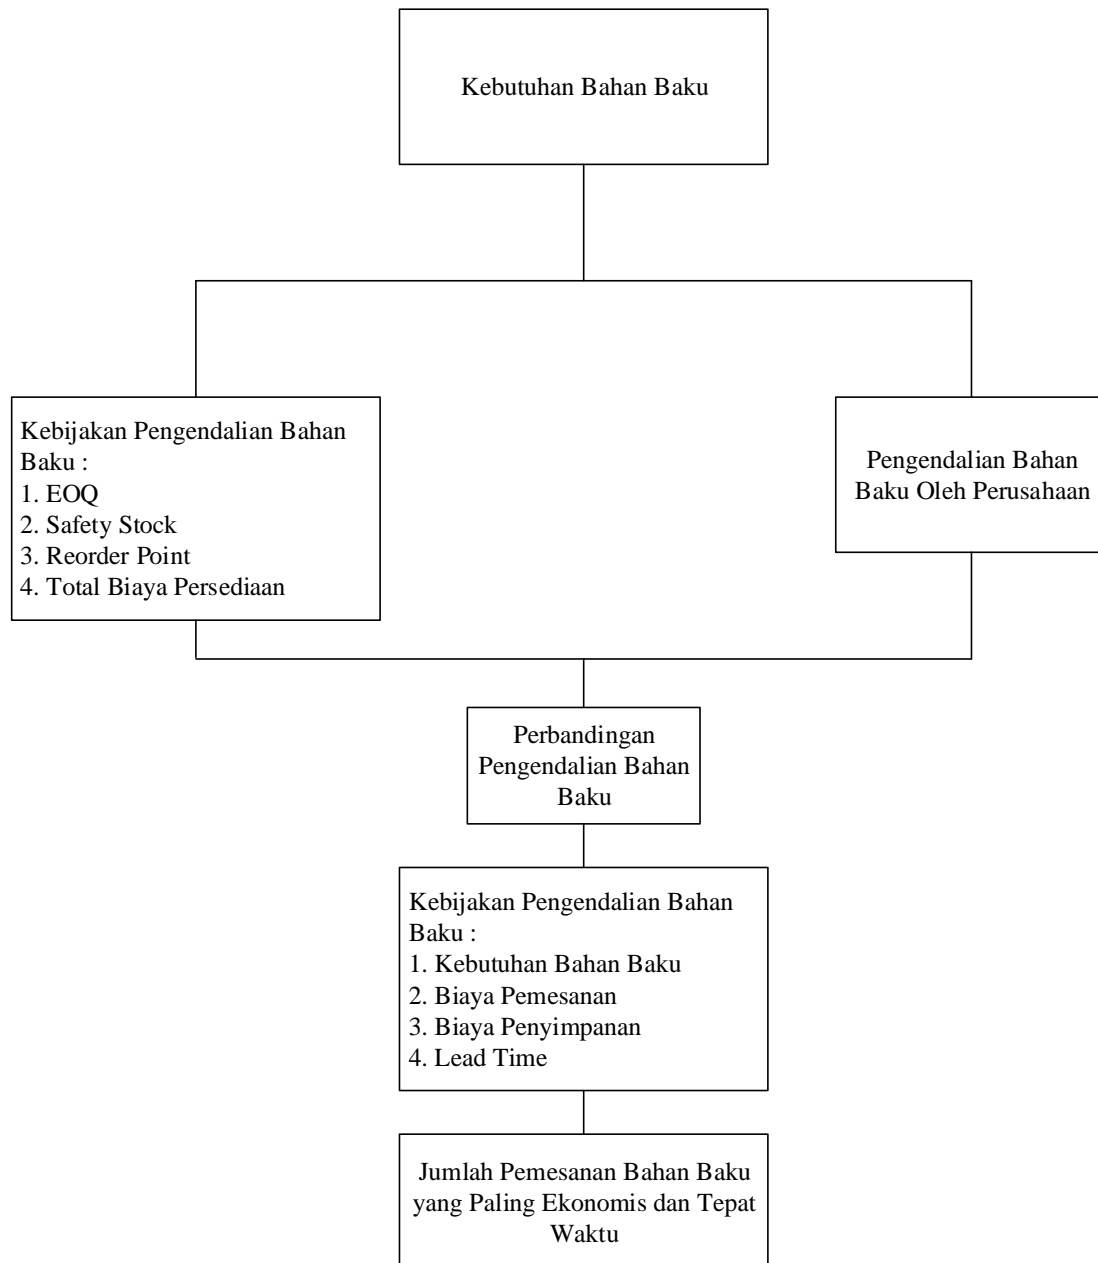 Kebutuhan Bahan Baku
Kebijakan Pengendalian Bahan
Baku :
1. EOQ
2. Safety Stock
3. Reorder Point
4. Total Biaya Persediaan
Pengendalian Bahan
Baku Oleh Perusahaan
Perbandingan
Pengendalian Bahan
Baku
Kebijakan Pengendalian Bahan
Baku :
1. Kebutuhan Bahan Baku
2. Biaya Pemesanan
3. Biaya Penyimpanan
4. Lead Time
Jumlah Pemesanan Bahan Baku
yang Paling Ekonomis dan Tepat
Waktu